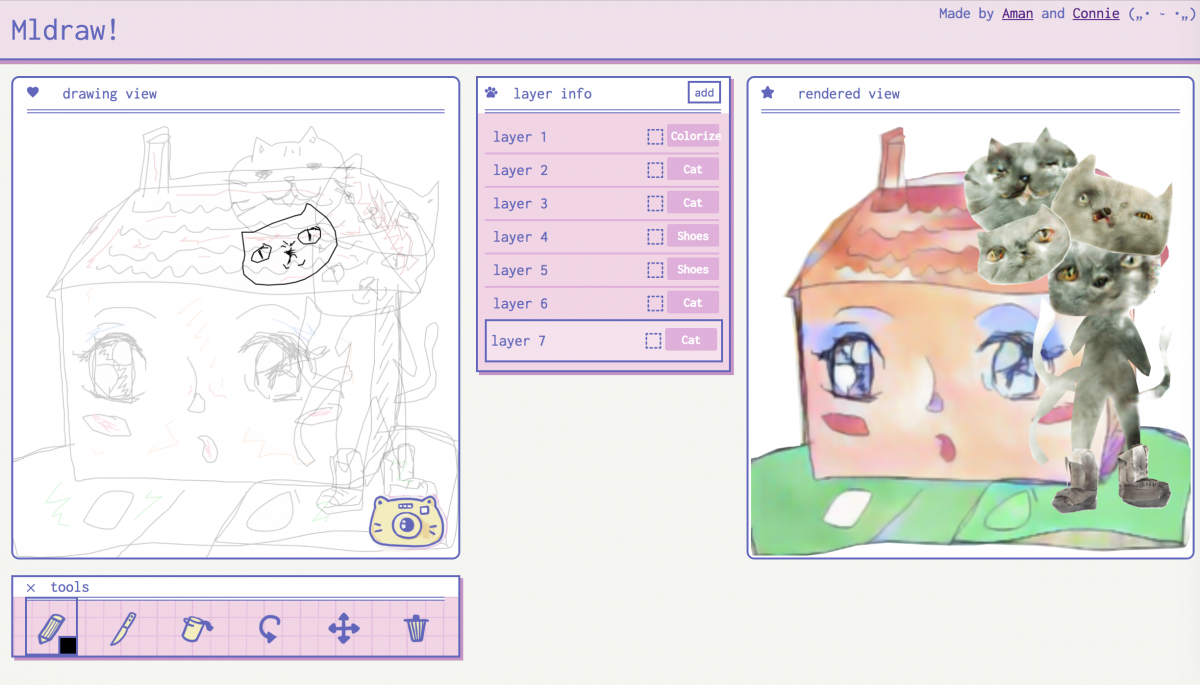 Mldraw!
Made by Aman and Connie („• ᵕ •„)
drawing view
layer info
add
layer 1 Colorize
layer 2 Cat
layer 3 Cat
layer 4 Shoes
layer 5 Shoes
layer 6 Cat
layer 7 Cat
rendered view
tools